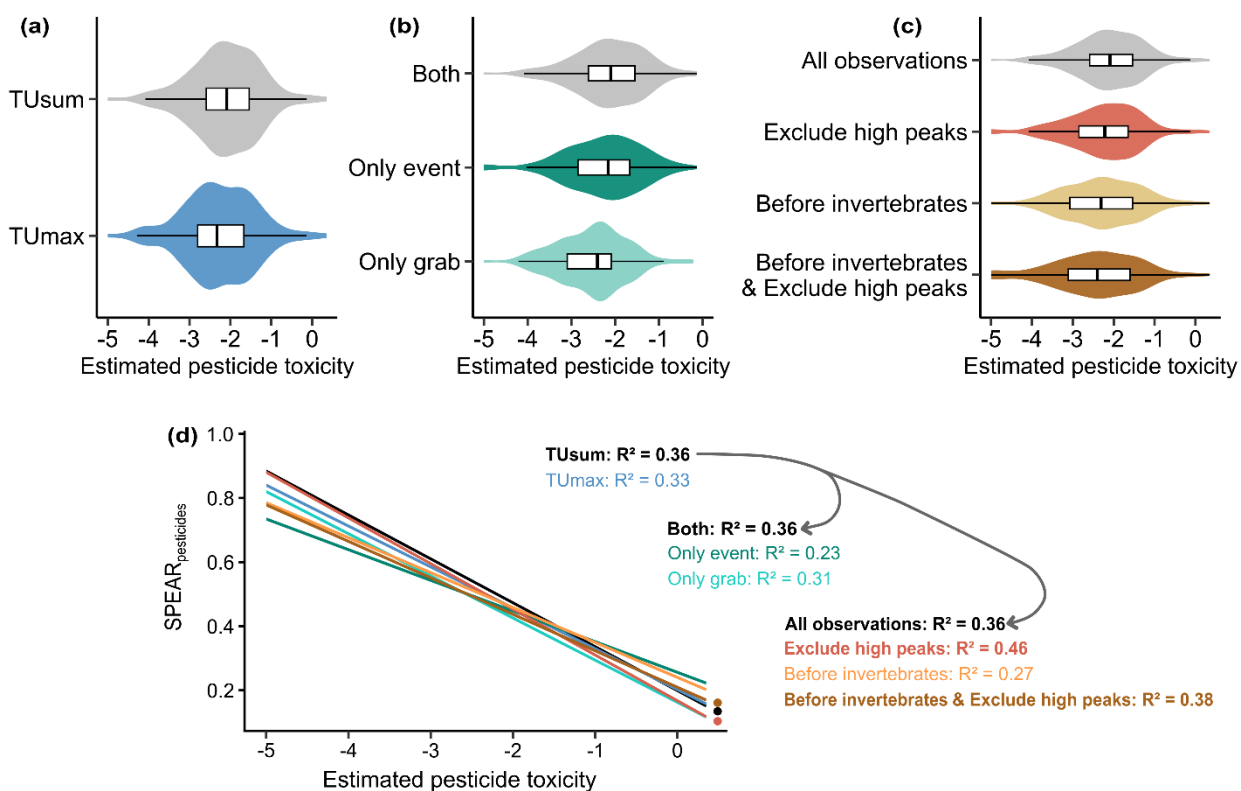 (a)
TUsum
TUmax
-5 -4 -3 -2 -1 0
Estimated pesticide toxicity
(b)
Both
Only event
Only grab
-5 -4 -3 -2 -1 0
Estimated pesticide toxicity
(c)
All observations
Exclude high peaks
Before invertebrates
Before invertebrates
& Exclude high peaks
-5 -4 -3 -2 -1 0
Estimated pesticide toxicity
(d)
1.0
0.8
0.6
0.4
0.2
SPEARpesticides
-5 -4 -3 -2 -1 0
Estimated pesticide toxicity
TUsum: R² = 0.36
TUmax: R² = 0.33
Both: R² = 0.36
Only event: R² = 0.23
Only grab: R² = 0.31
All observations: R² = 0.36
Exclude high peaks: R² = 0.46
Before invertebrates: R² = 0.27
Before invertebrates & Exclude high peaks: R² = 0.38